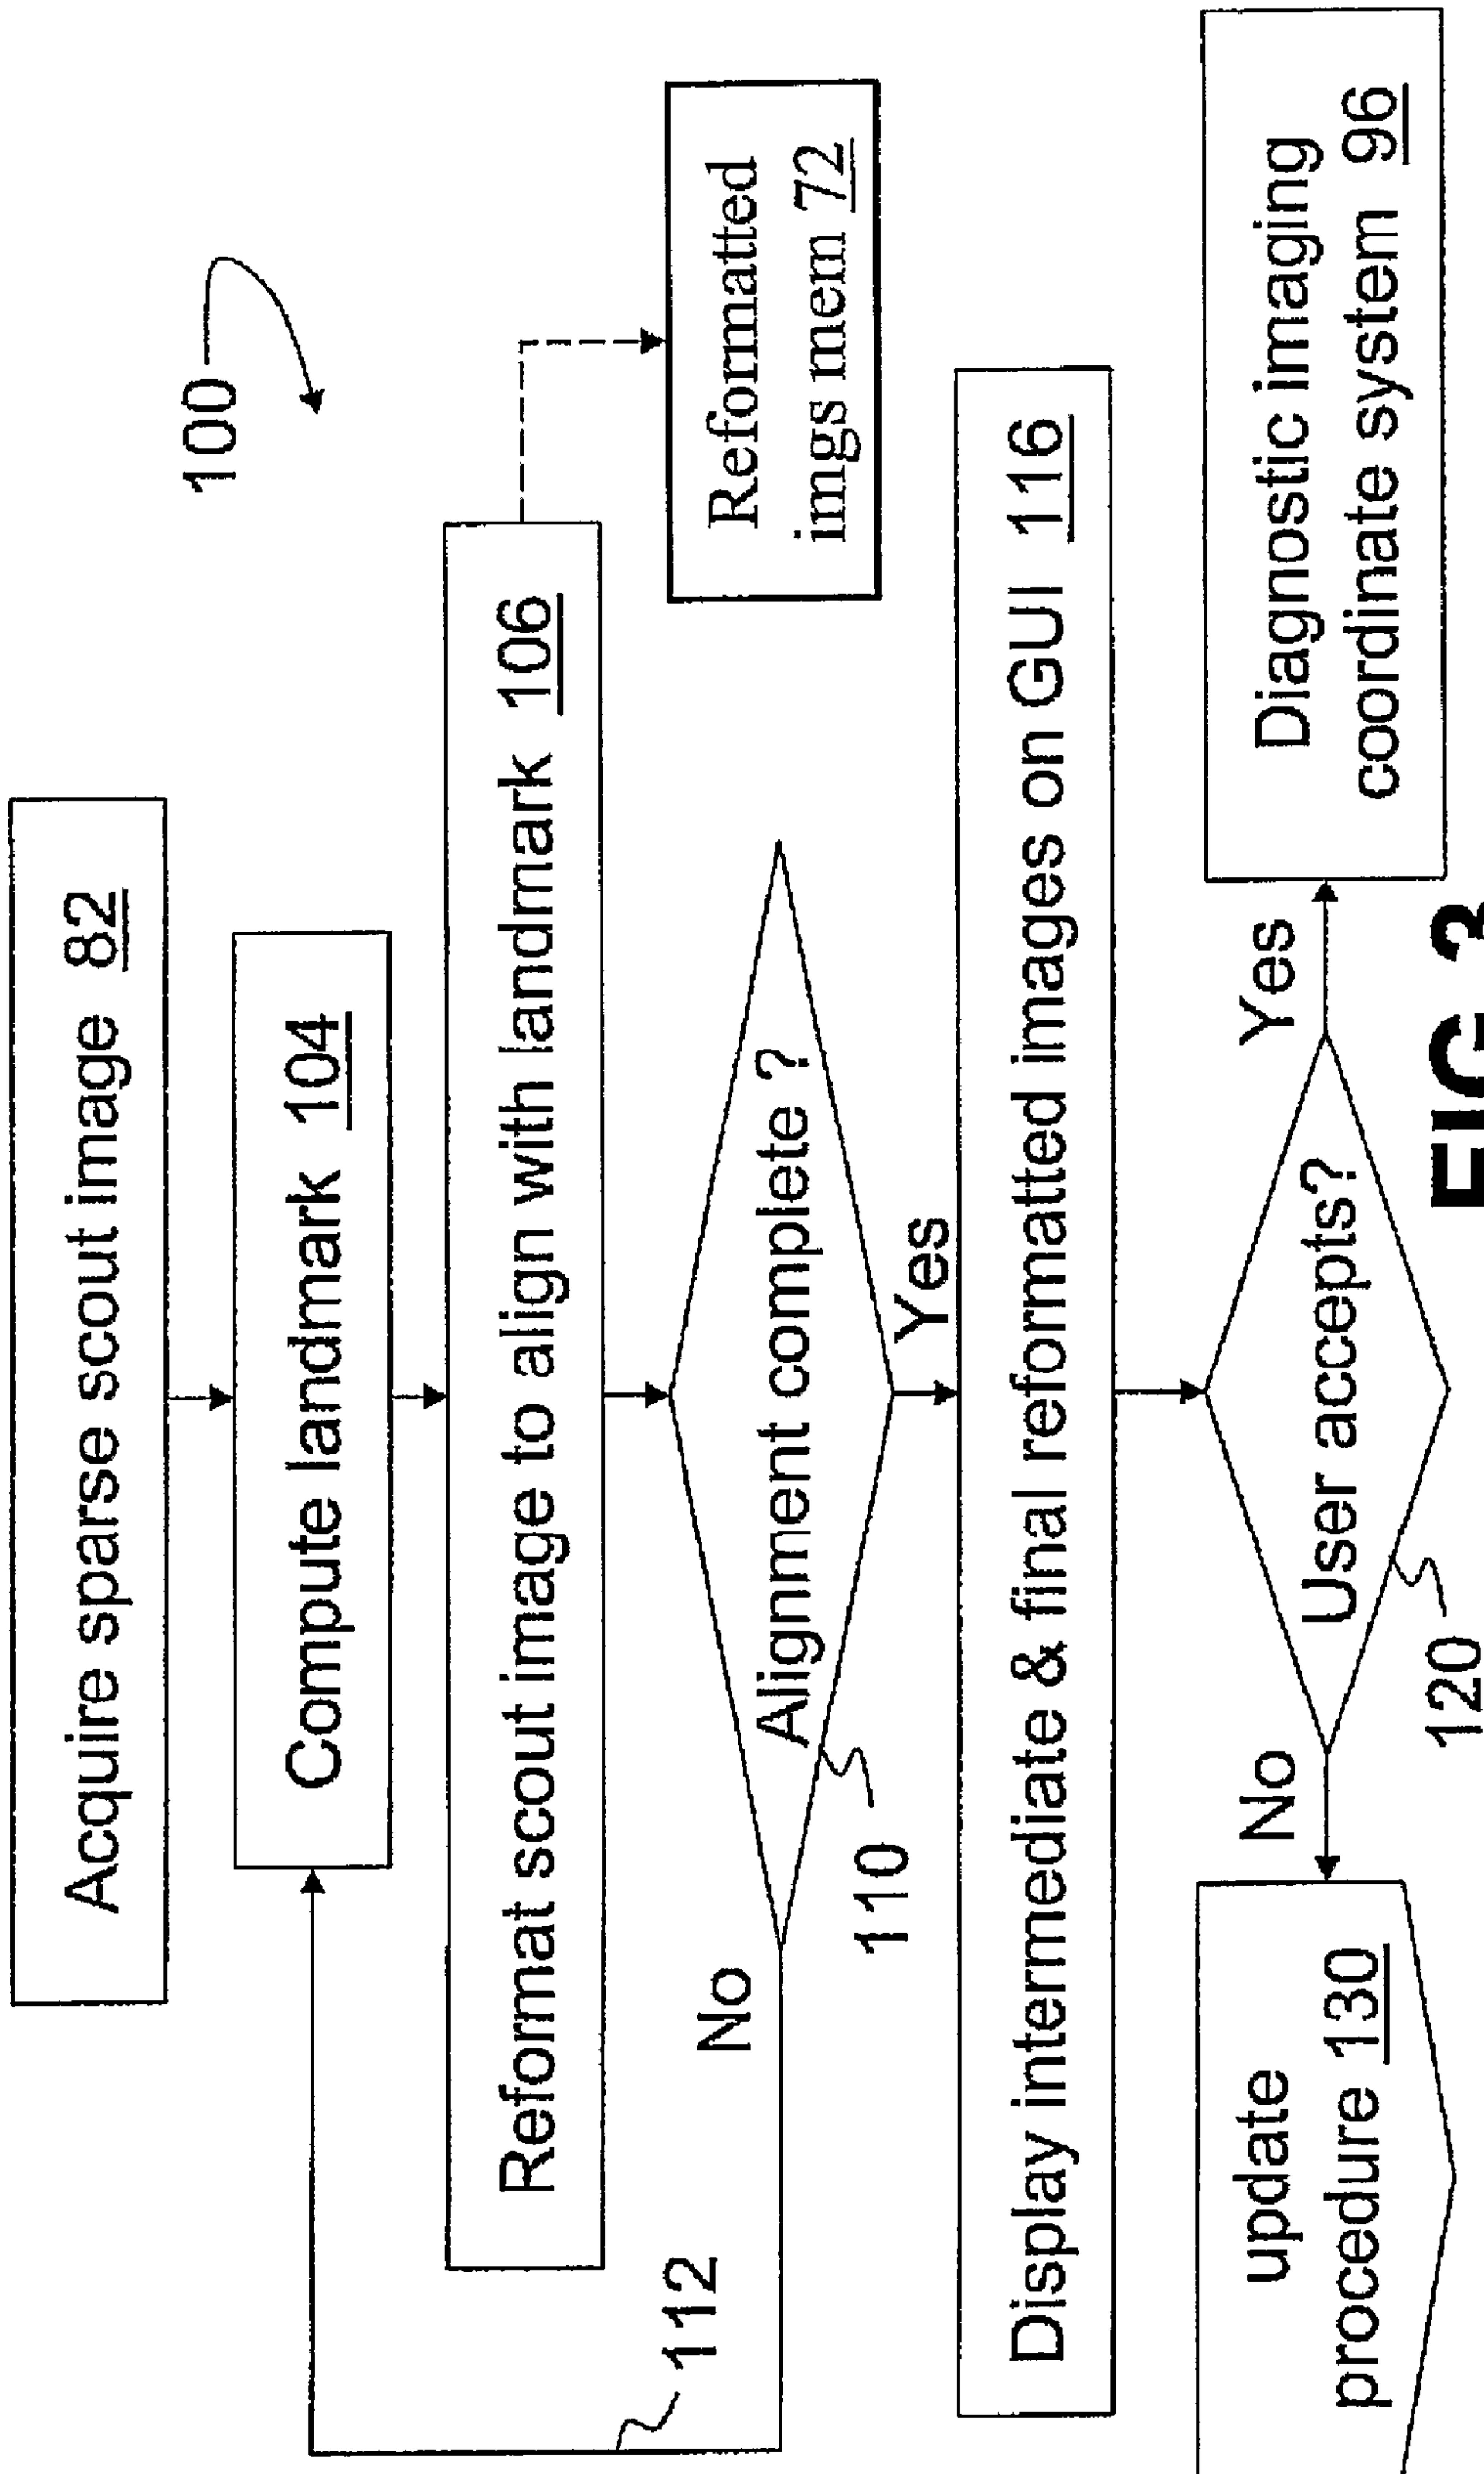 Acquire sparse scout image 82
100
Compute landmark 104
Reformat scout image to align with landmark 106
112
No
Alignment complete ?
110
Reformatted
imgs mem 72
Yes
Display intermediate & final reformatted images on GUI 116
update
procedure 130
No
User accepts?
120
Yes
Diagnostic imaging
coordinate system 96
FIG 3